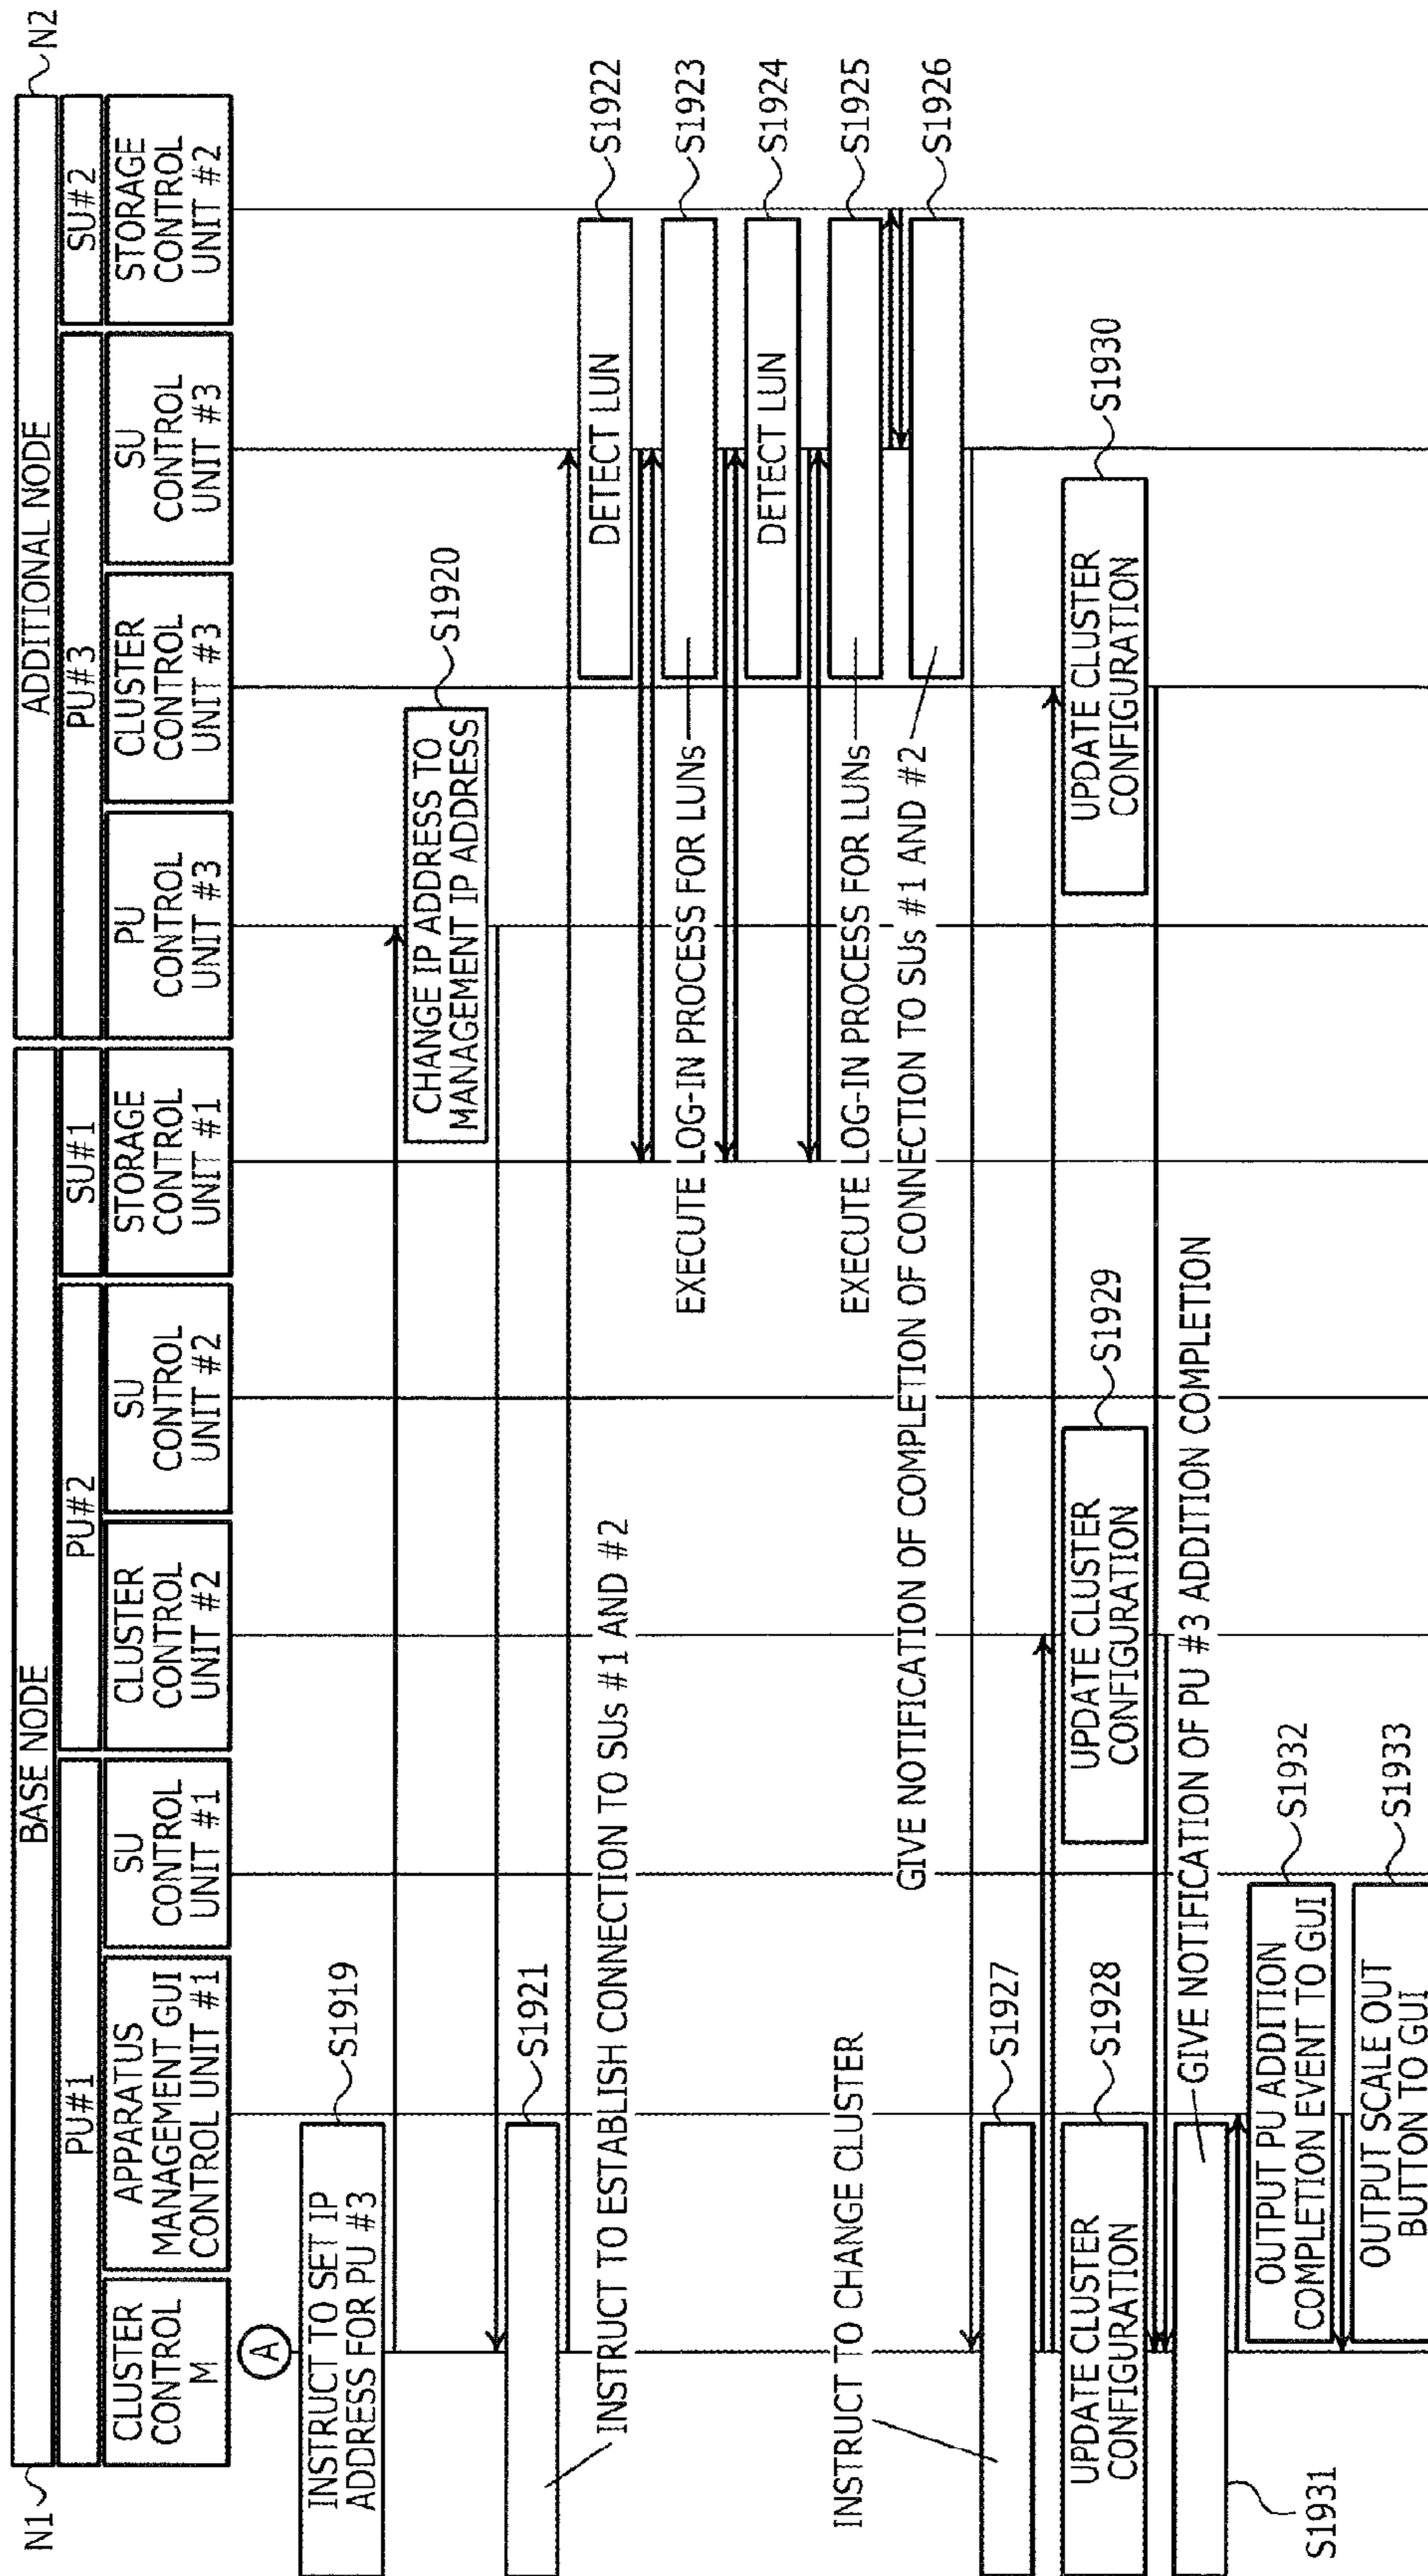 N1
BASE NODE
ADDITIONAL NODE
N2
PU#1
PU#2
SU#1
PU#3
SU#2
CLUSTER
CONTROL
M
APPARATUS
MANAGEMENT GUI
CONTROL UNIT #1
SU
CONTROL
UNIT #1
CLUSTER
CONTROL
UNIT #2
SU
CONTROL
UNIT #2
STORAGE
CONTROL
UNIT #1
PU
CONTROL
UNIT #3
CLUSTER
CONTROL
UNIT #3
SU
CONTROL
UNIT #3
STORAGE
CONTROL
UNIT #2
A
INSTRUCT TO SET IP
ADDRESS FOR PU #3
S1919
CHANGE IP ADDRESS TO
MANAGEMENT IP ADDRESS
S1920
S1921
INSTRUCT TO ESTABLISH CONNECTION TO SUs #1 AND #2
DETECT LUN
S1922
EXECUTE LOG-IN PROCESS FOR LUNs
S1923
DETECT LUN
S1924
EXECUTE LOG-IN PROCESS FOR LUNs
S1925
GIVE NOTIFICATION OF COMPLETION OF CONNECTION TO SUs #1 AND #2
S1926
INSTRUCT TO CHANGE CLUSTER
S1927
UPDATE CLUSTER
CONFIGURATION
S1928
UPDATE CLUSTER
CONFIGURATION
S1929
UPDATE CLUSTER
CONFIGURATION
S1930
GIVE NOTIFICATION OF PU #3 ADDITION COMPLETION
S1931
OUTPUT PU ADDITION
COMPLETION EVENT TO GUI
S1932
OUTPUT SCALE OUT
BUTTON TO GUI
S1933